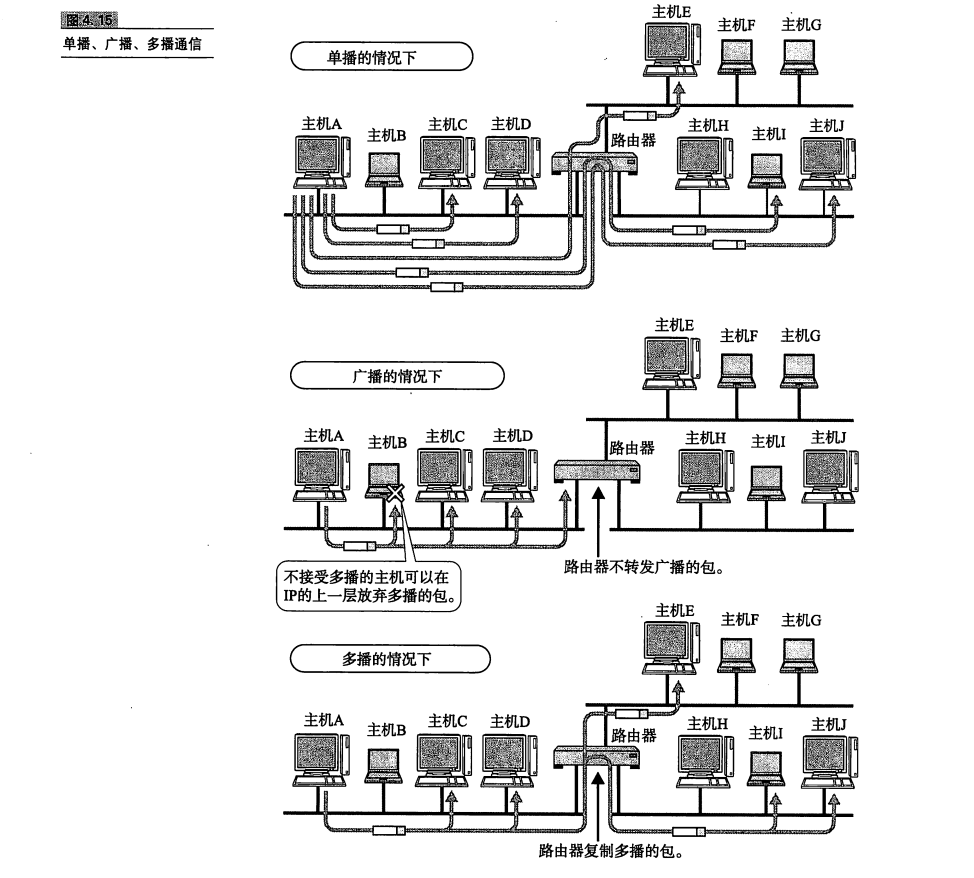 图4.15
单播、广播、多播通信
单播的情况下
主机E
主机F
主机G
主机A
主机B
主机C
主机D
路由器
主机H
主机I
主机J
广播的情况下
主机E
主机F
主机G
主机A
主机B
主机C
主机D
路由器
主机H
主机I
主机J
路由器不转发广播的包。
不接受多播的主机可以在
IP的上一层放弃多播的包。
多播的情况下
主机E
主机F
主机G
主机A
主机B
主机C
主机D
路由器
主机H
主机I
主机J
路由器复制多播的包。